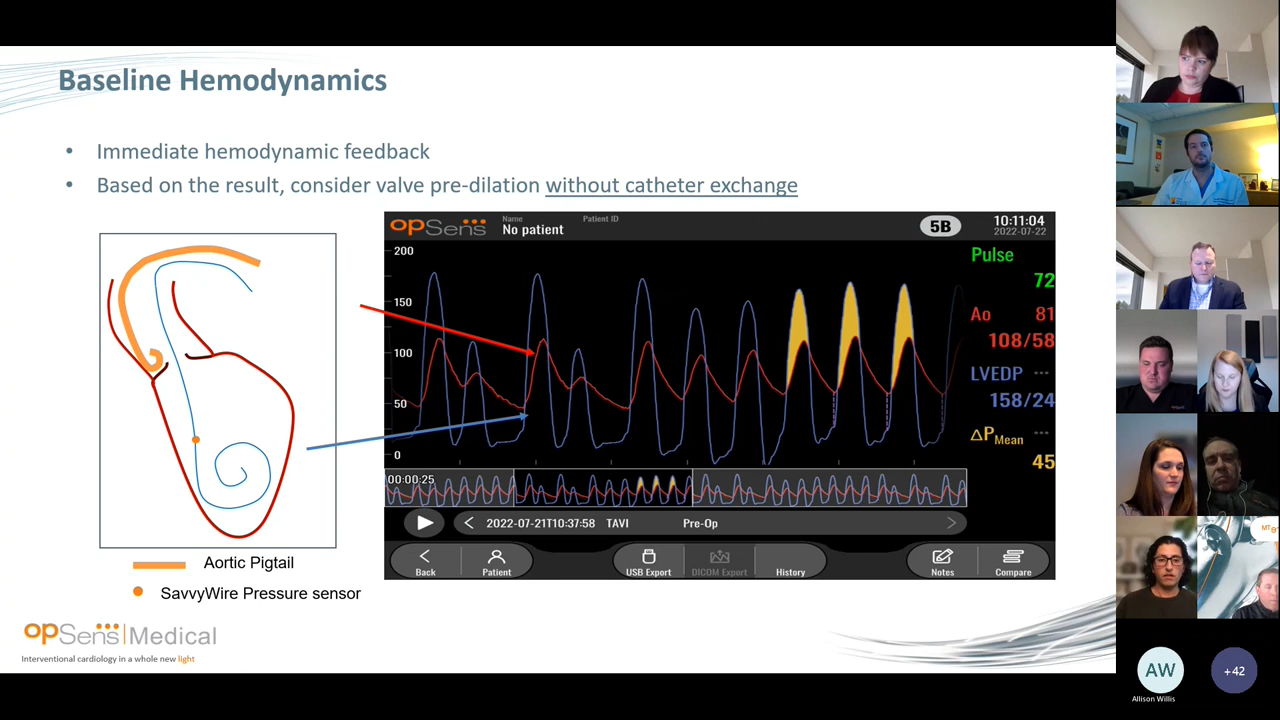 Baseline Hemodynamics
• Immediate hemodynamic feedback
• Based on the result, consider valve pre-dilation without catheter exchange
opSens
Name
No patient
Patient ID
5B
10:11:04
2022-07-22
200
150
100
50
0
Pulse
72
Ao 81
108/58
LVEDP ---
158/24
ΔPMean ---
45
00:00:25
2022-07-21T10:37:58 TAVI Pre-Op
Back
Patient
USB Export
DICOM Export
History
Notes
Compare
Aortic Pigtail
SavvyWire Pressure sensor
opSens|Medical
Interventional cardiology in a whole new light
AW
Allison Willis
+42